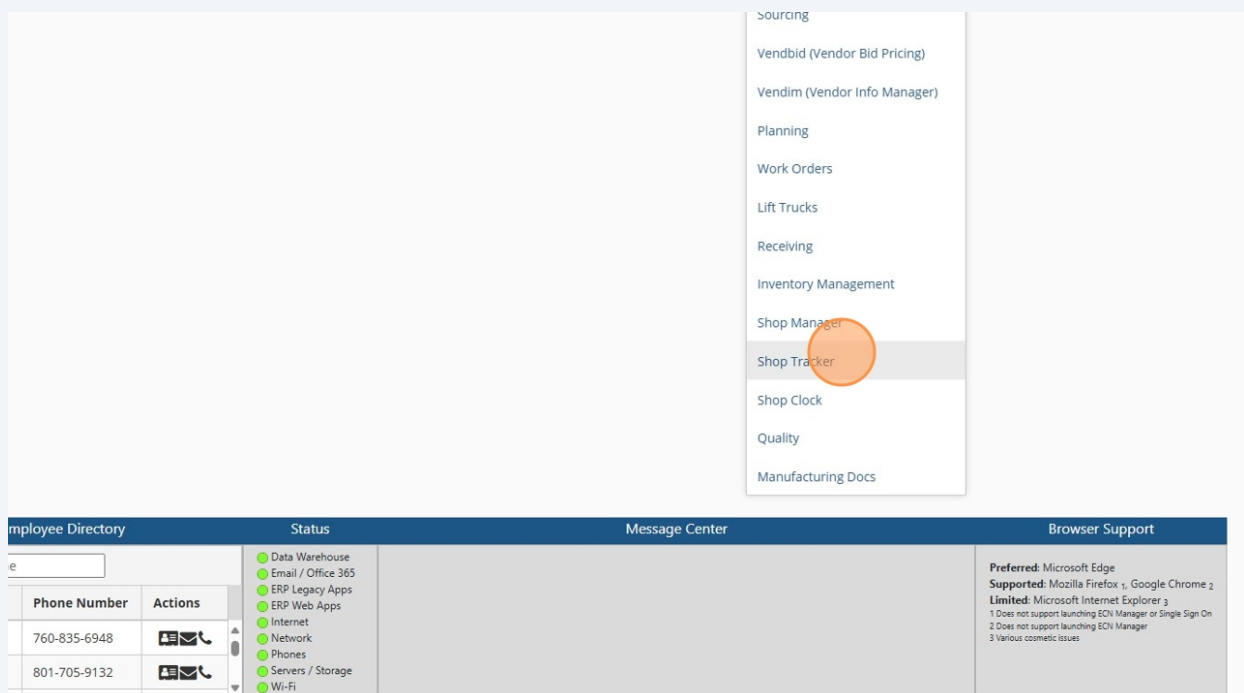 Sourcing
Vendbid (Vendor Bid Pricing)
Vendim (Vendor Info Manager)
Planning
Work Orders
Lift Trucks
Receiving
Inventory Management
Shop Manager
Shop Tracker
Shop Clock
Quality
Manufacturing Docs
mployee Directory
Phone Number Actions
760-835-6948
801-705-9132
Status
Data Warehouse
Email / Office 365
ERP Legacy Apps
ERP Web Apps
Internet
Network
Phones
Servers / Storage
Wi-Fi
Message Center
Browser Support
Preferred: Microsoft Edge
Supported: Mozilla Firefox 1, Google Chrome 2
Limited: Microsoft Internet Explorer 3
1 Does not support launching ECN Manager or Single Sign On
2 Does not support launching ECN Manager
3 Various cosmetic issues